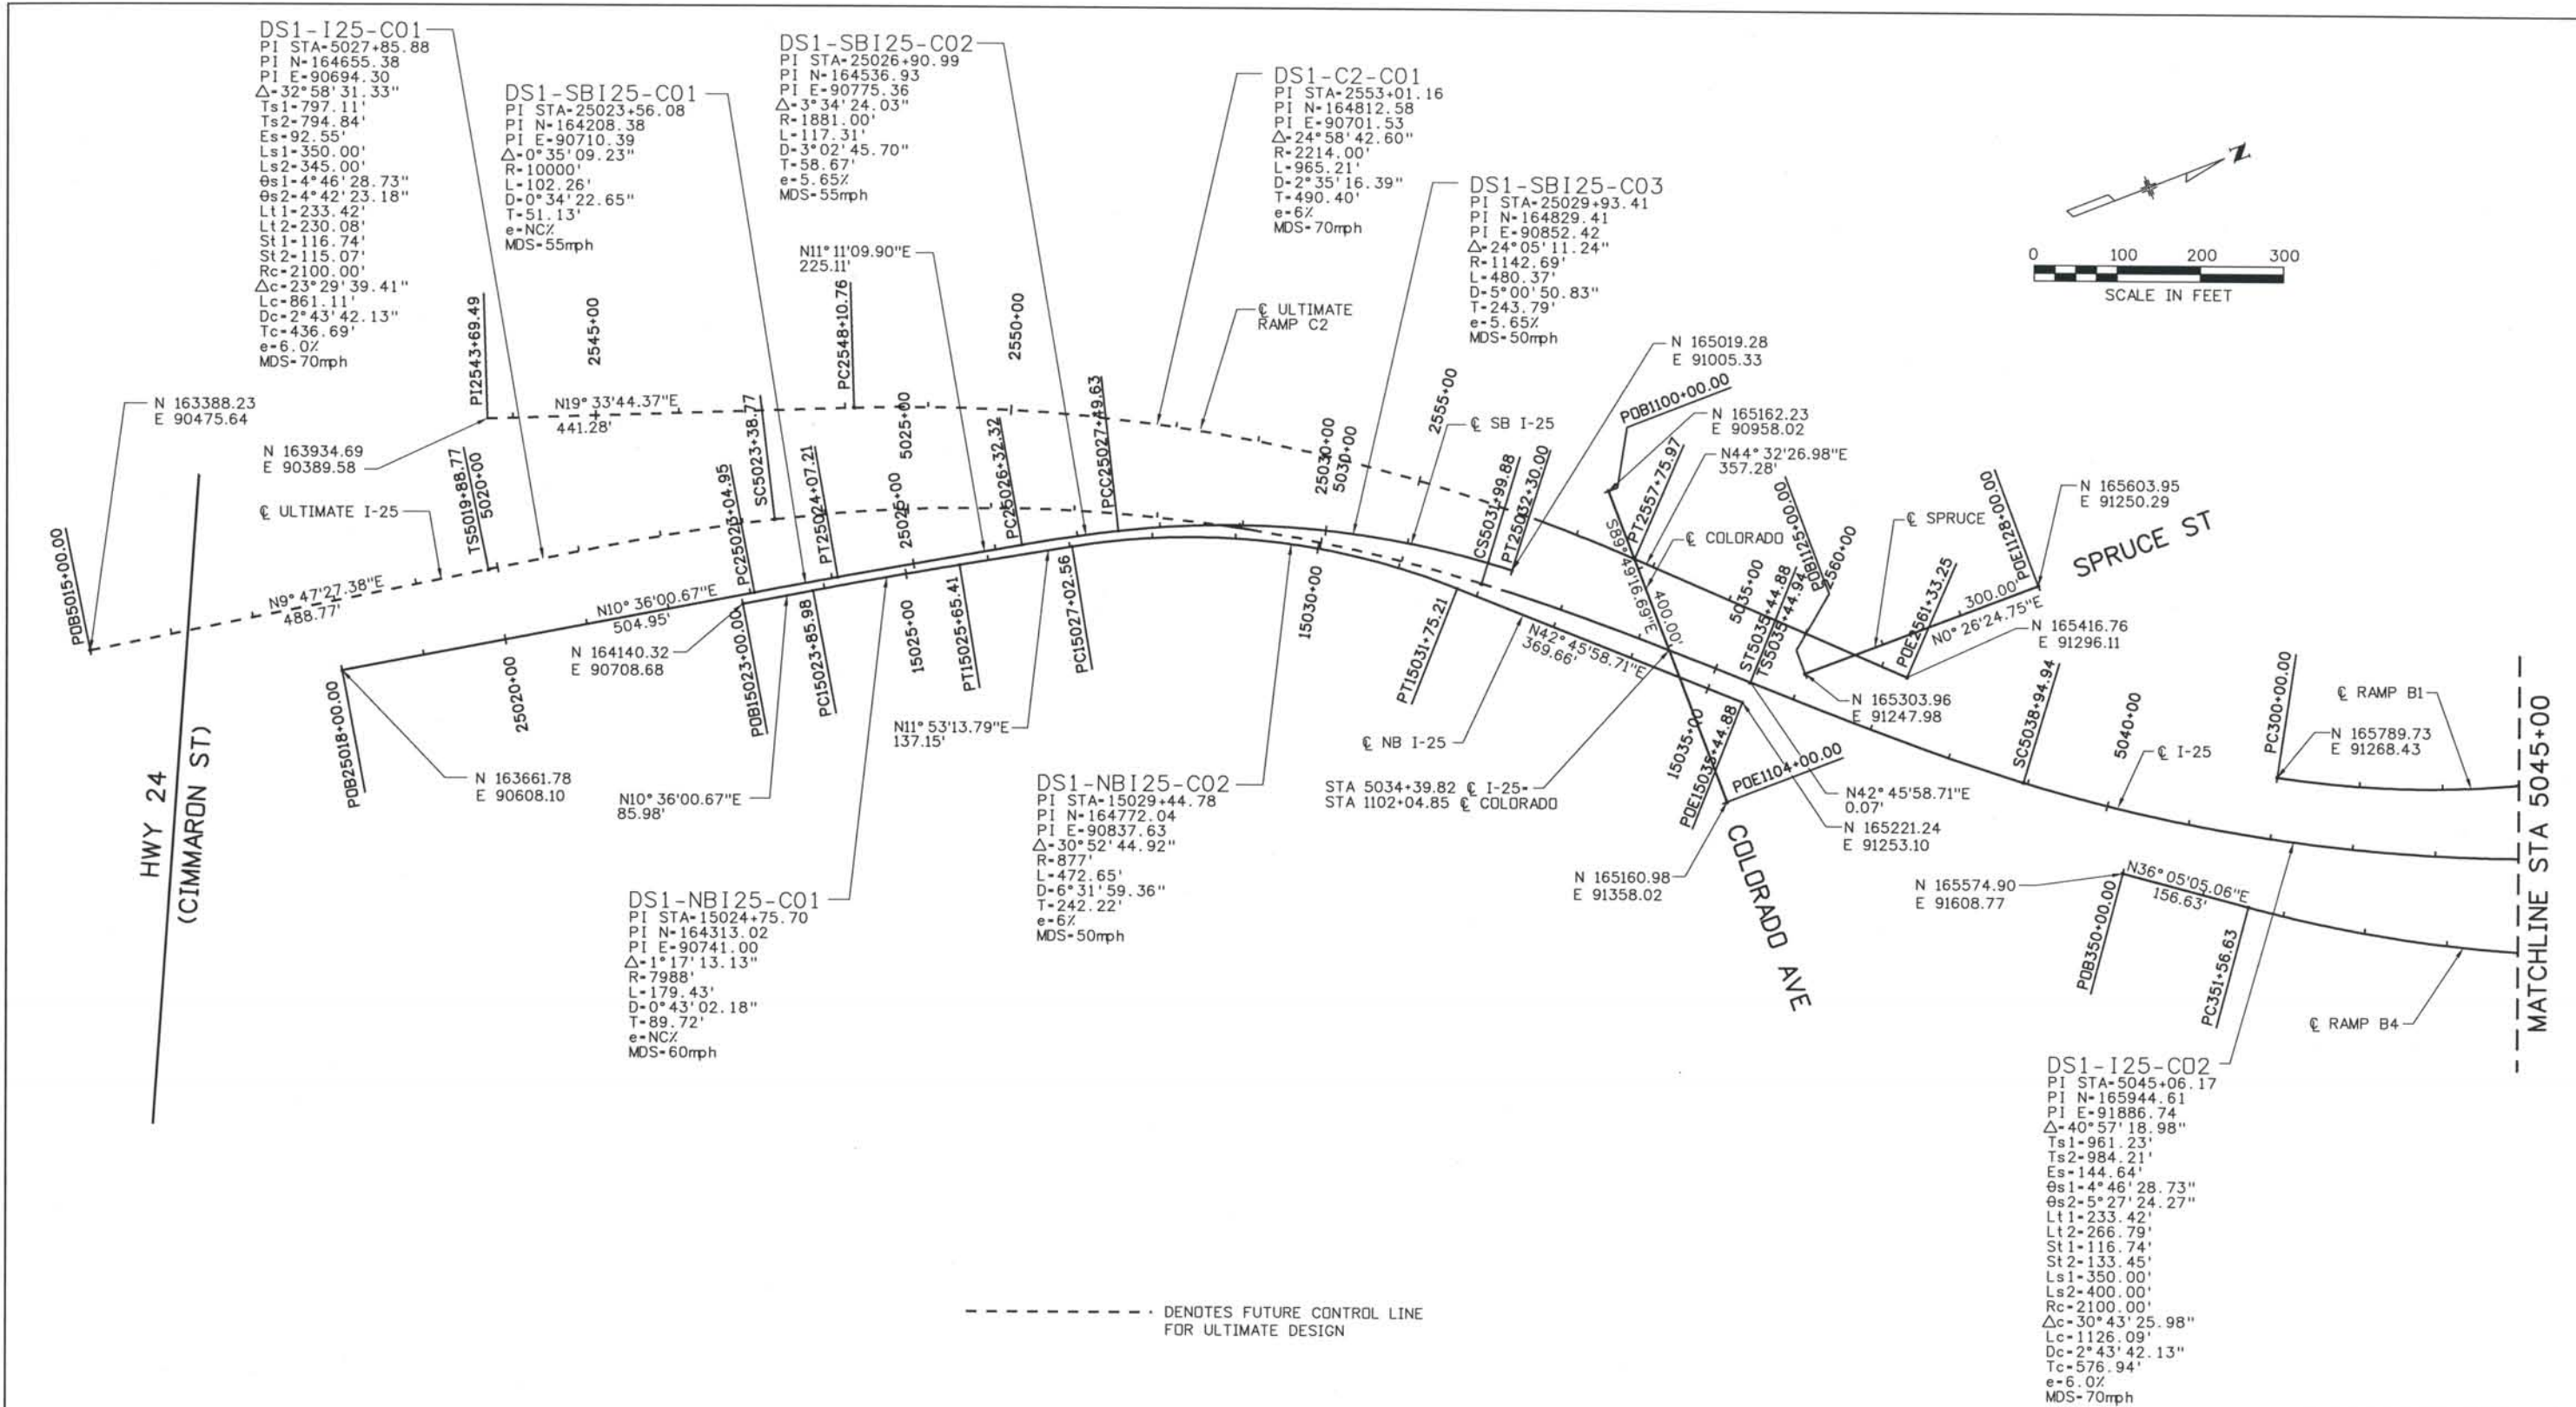 DS1-I25-C01
PI STA=5027+85.88
PI N=164655.38
PI E=90694.30
Δ=32°58'31.33"
Ts1=797.11'
Ts2=794.84'
Es=92.55'
Ls1=350.00'
Ls2=345.00'
θs1=4°46'28.73"
θs2=4°42'23.18"
Lt1=233.42'
Lt2=230.08'
St1=116.74'
St2=115.07'
Rc=2100.00'
Δc=23°29'39.41"
Lc=861.11'
Dc=2°43'42.13"
Tc=436.69'
e=6.0%
MDS=70mph
DS1-SBI25-C01
PI STA=25023+56.08
PI N=164208.38
PI E=90710.39
Δ=0°35'09.23"
R=10000'
L=102.26'
D=0°34'22.65"
T=51.13'
e=NC%
MDS=55mph
DS1-SBI25-C02
PI STA=25026+90.99
PI N=164536.93
PI E=90775.36
Δ=3°34'24.03"
R=1881.00'
L=117.31'
D=3°02'45.70"
T=58.67'
e=5.65%
MDS=55mph
DS1-C2-C01
PI STA=2553+01.16
PI N=164812.58
PI E=90701.53
Δ=24°58'42.60"
R=2214.00'
L=965.21'
D=2°35'16.39"
T=490.40'
e=6%
MDS=70mph
DS1-SBI25-C03
PI STA=25029+93.41
PI N=164829.41
PI E=90852.42
Δ=24°05'11.24"
R=1142.69'
L=480.37'
D=5°00'50.83"
T=243.79'
e=5.65%
MDS=50mph
N
0 100 200 300
SCALE IN FEET
N11°11'09.90"E
225.11'
℄ ULTIMATE
RAMP C2
N 165019.28
E 91005.33
N 163388.23
E 90475.64
PI2543+69.49
2545+00
N19°33'44.37"E
441.28'
PC2548+10.76
2550+00
2555+00
℄ SB I-25
POB1100+00.00
N 165162.23
E 90958.02
N44°32'26.98"E
357.28'
N 163934.69
E 90389.58
℄ ULTIMATE I-25
TS5019+88.77
5020+00
SC5023+38.77
PC25023+04.95
PT25024+07.21
5025+00
25025+00
PC25026+32.32
PCC25027+49.63
25030+00
5030+00
CS5031+99.88
PT25032+30.00
PT2557+75.97
℄ COLORADO
S89°49'16.69"E
400.00'
POB1125+00.00
2560+00
℄ SPRUCE
POE1128+00.00
N 165603.95
E 91250.29
SPRUCE ST
300.00'
N0°26'24.75"E
POE2561+33.25
N 165416.76
E 91296.11
POB5015+00.00
N9°47'27.38"E
488.77'
N10°36'00.67"E
504.95'
N 164140.32
E 90708.68
POB25018+00.00
25020+00
POB15023+00.00
PC15023+85.98
15025+00
PT15025+65.41
PC15027+02.56
15030+00
PT15031+75.21
N42°45'58.71"E
369.66'
5035+00
ST5035+44.88
TS5035+44.94
N 165303.96
E 91247.98
SC5038+94.94
5040+00
PC300+00.00
℄ RAMP B1
N 165789.73
E 91268.43
℄ I-25
HWY 24
(CIMMARON ST)
N 163661.78
E 90608.10
N10°36'00.67"E
85.98'
N11°53'13.79"E
137.15'
℄ NB I-25
STA 5034+39.82 ℄ I-25=
STA 1102+04.85 ℄ COLORADO
15035+00
POE15035+44.88
POE1104+00.00
N42°45'58.71"E
0.07'
N 165221.24
E 91253.10
COLORADO AVE
N 165160.98
E 91358.02
N 165574.90
E 91608.77
N36°05'05.06"E
156.63'
POB350+00.00
PC351+56.63
℄ RAMP B4
MATCHLINE STA 5045+00
DS1-NBI25-C02
PI STA=15029+44.78
PI N=164772.04
PI E=90837.63
Δ=30°52'44.92"
R=877'
L=472.65'
D=6°31'59.36"
T=242.22'
e=6%
MDS=50mph
DS1-NBI25-C01
PI STA=15024+75.70
PI N=164313.02
PI E=90741.00
Δ=1°17'13.13"
R=7988'
L=179.43'
D=0°43'02.18"
T=89.72'
e=NC%
MDS=60mph
DS1-I25-C02
PI STA=5045+06.17
PI N=165944.61
PI E=91886.74
Δ=40°57'18.98"
Ts1=961.23'
Ts2=984.21'
Es=144.64'
θs1=4°46'28.73"
θs2=5°27'24.27"
Lt1=233.42'
Lt2=266.79'
St1=116.74'
St2=133.45'
Ls1=350.00'
Ls2=400.00'
Rc=2100.00'
Δc=30°43'25.98"
Lc=1126.09'
Dc=2°43'42.13"
Tc=576.94'
e=6.0%
MDS=70mph
DENOTES FUTURE CONTROL LINE
FOR ULTIMATE DESIGN